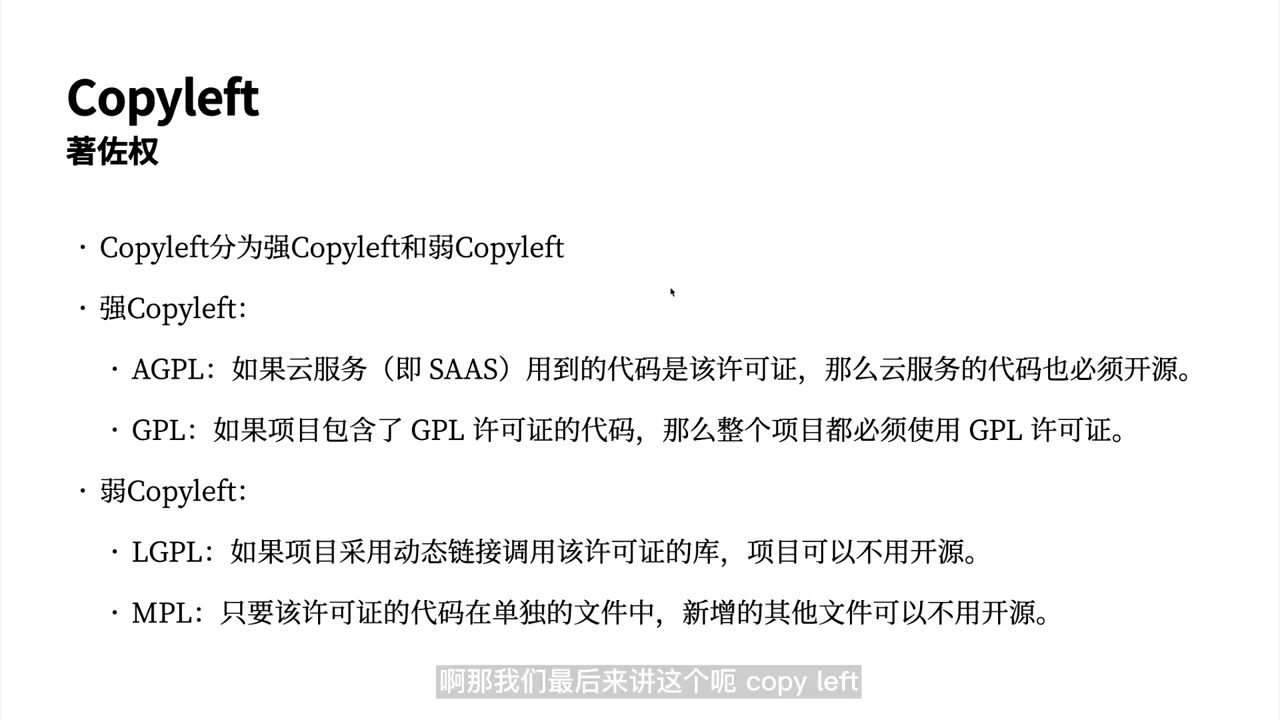 Copyleft
著佐权
· Copyleft分为强Copyleft和弱Copyleft
· 强Copyleft：
· AGPL：如果云服务（即 SAAS）用到的代码是该许可证，那么云服务的代码也必须开源。
· GPL：如果项目包含了 GPL 许可证的代码，那么整个项目都必须使用 GPL 许可证。
· 弱Copyleft：
· LGPL：如果项目采用动态链接调用该许可证的库，项目可以不用开源。
· MPL：只要该许可证的代码在单独的文件中，新增的其他文件可以不用开源。
啊那我们最后来讲这个呃 copy left